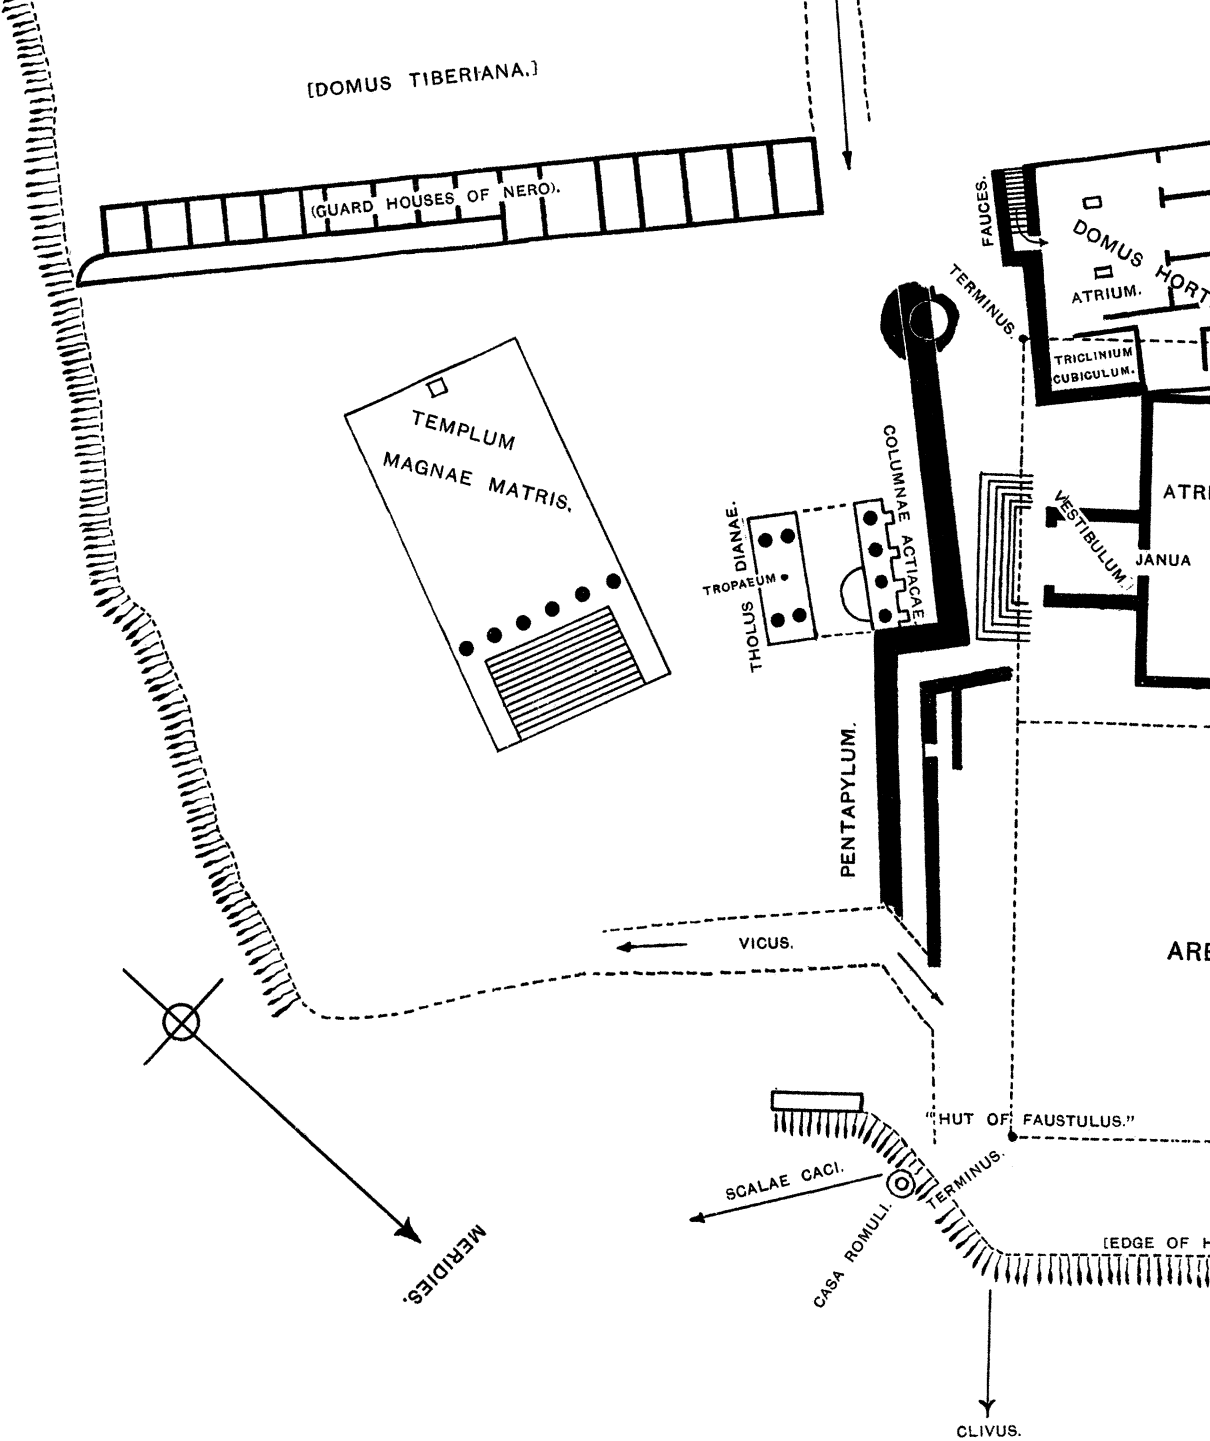 [DOMUS TIBERIANA.]
(GUARD HOUSES OF NERO).
FAUCES.
DOMUS HORT
ATRIUM.
TERMINUS.
TRICLINIUM
CUBICULUM.
TEMPLUM
MAGNAE MATRIS.
COLUMNAE ACTIACAE.
THOLUS DIANAE.
TROPAEUM
VESTIBULUM.
ATRI
JANUA
PENTAPYLUM.
VICUS.
ARE
"HUT OF FAUSTULUS."
TERMINUS.
SCALAE CACI.
CASA ROMULI.
MERIDIES.
[EDGE OF H
CLIVUS.